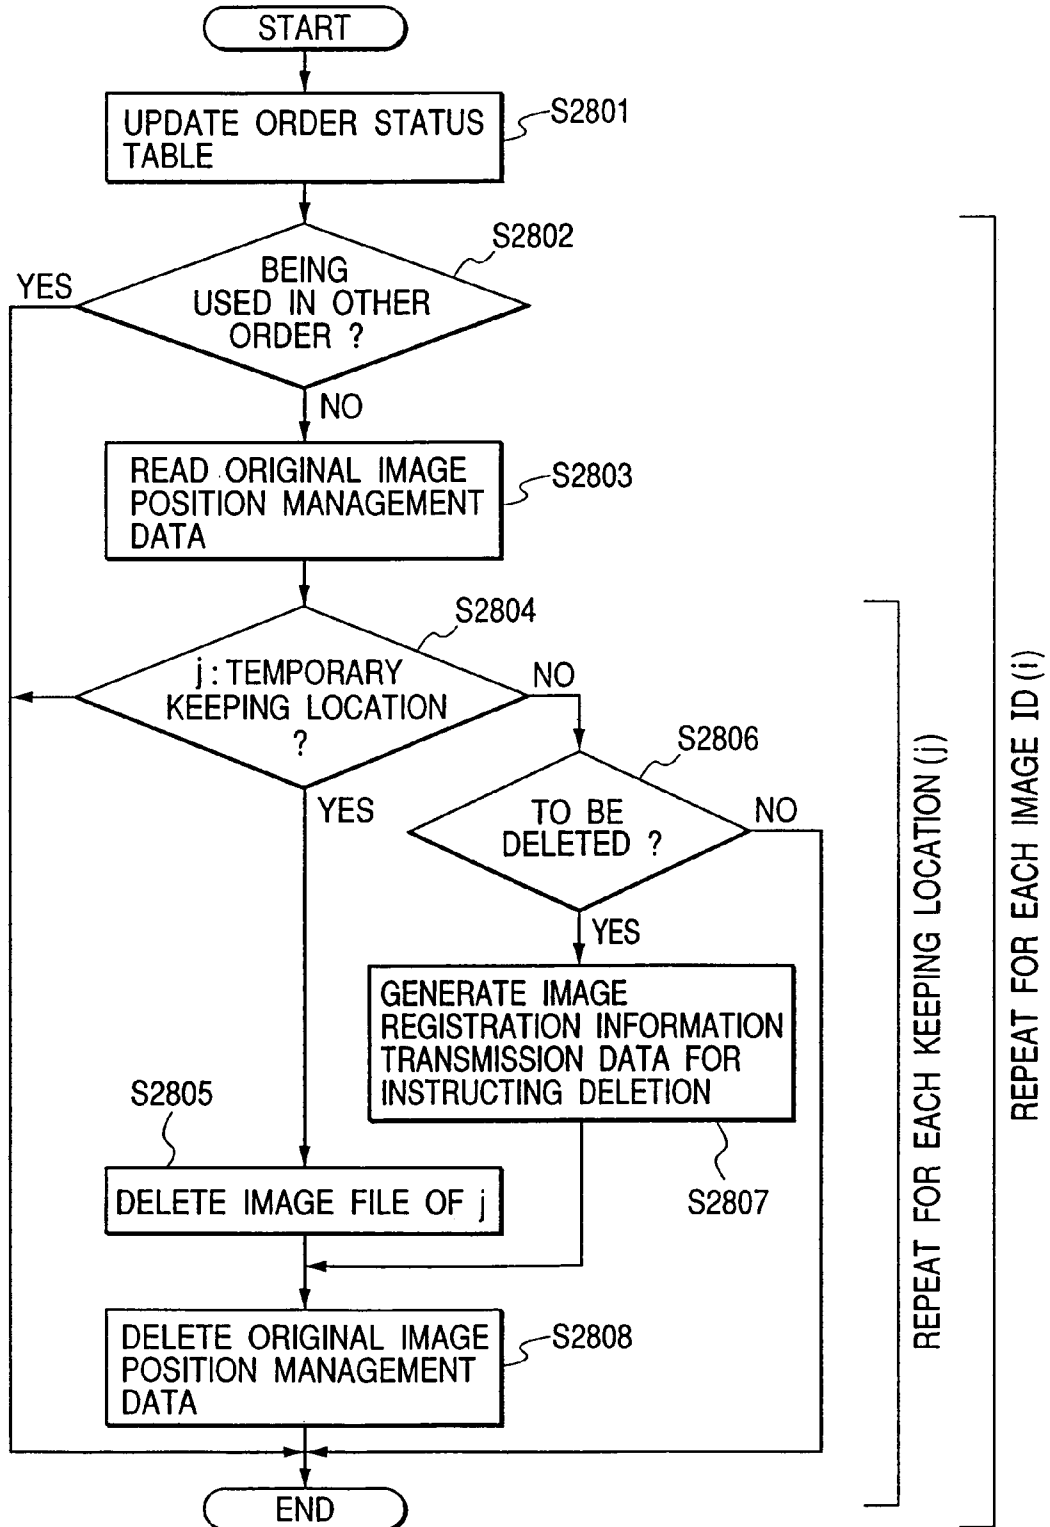 START
UPDATE ORDER STATUS
TABLE
S2801
S2802
BEING
USED IN OTHER
ORDER ?
YES
NO
READ ORIGINAL IMAGE
POSITION MANAGEMENT
DATA
S2803
S2804
j : TEMPORARY
KEEPING LOCATION
?
NO
YES
S2806
TO BE
DELETED ?
NO
YES
GENERATE IMAGE
REGISTRATION INFORMATION
TRANSMISSION DATA FOR
INSTRUCTING DELETION
S2807
S2805
DELETE IMAGE FILE OF j
DELETE ORIGINAL IMAGE
POSITION MANAGEMENT
DATA
S2808
END
REPEAT FOR EACH KEEPING LOCATION (j)
REPEAT FOR EACH IMAGE ID (i)